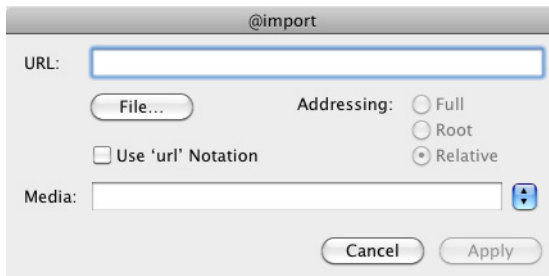 @import
URL:
File... Addressing: Full
Root
Use 'url' Notation Relative
Media:
Cancel Apply